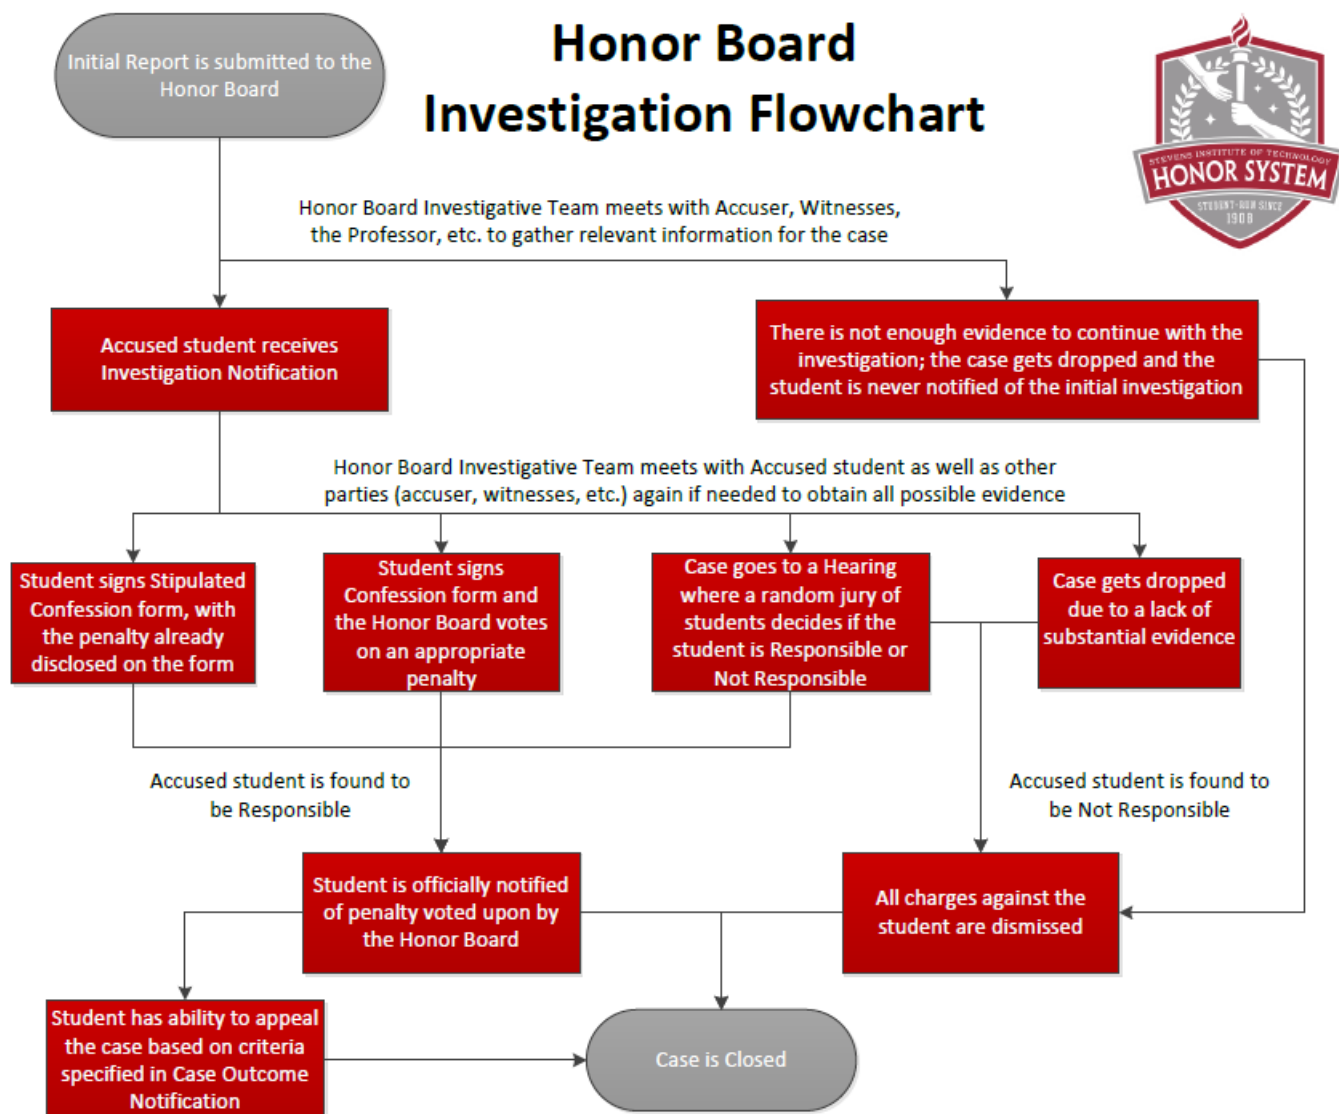 Honor Board
Investigation Flowchart
Initial Report is submitted to the
Honor Board
STEVENS INSTITUTE OF TECHNOLOGY
HONOR SYSTEM
STUDENT-RUN SINCE
1908
Honor Board Investigative Team meets with Accuser, Witnesses,
the Professor, etc. to gather relevant information for the case
Accused student receives
Investigation Notification
There is not enough evidence to continue with the
investigation; the case gets dropped and the
student is never notified of the initial investigation
Honor Board Investigative Team meets with Accused student as well as other
parties (accuser, witnesses, etc.) again if needed to obtain all possible evidence
Student signs Stipulated
Confession form, with
the penalty already
disclosed on the form
Student signs
Confession form and
the Honor Board votes
on an appropriate
penalty
Case goes to a Hearing
where a random jury of
students decides if the
student is Responsible or
Not Responsible
Case gets dropped
due to a lack of
substantial evidence
Accused student is found to
be Responsible
Accused student is found to
be Not Responsible
Student is officially notified
of penalty voted upon by
the Honor Board
All charges against the
student are dismissed
Student has ability to appeal
the case based on criteria
specified in Case Outcome
Notification
Case is Closed